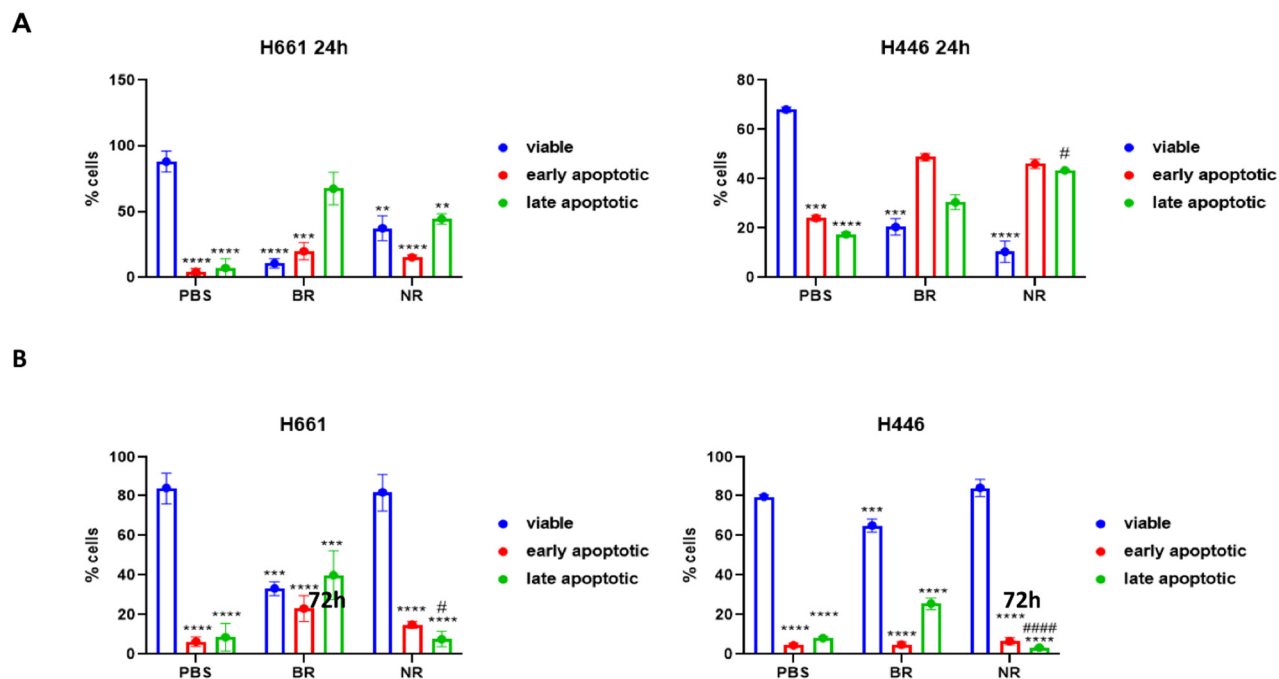 A
H661 24h
150
100
50
0
% cells
**** ****
**** ***
** **** **
PBS BR NR
viable
early apoptotic
late apoptotic
H446 24h
80
60
40
20
0
% cells
*** ****
***
**** #
PBS BR NR
viable
early apoptotic
late apoptotic
B
H661
100
80
60
40
20
0
% cells
**** ****
*** **** ***
72h
#
**** ****
PBS BR NR
viable
early apoptotic
late apoptotic
H446
100
80
60
40
20
0
% cells
**** ****
*** **** ****
72h
**** ####
****
PBS BR NR
viable
early apoptotic
late apoptotic